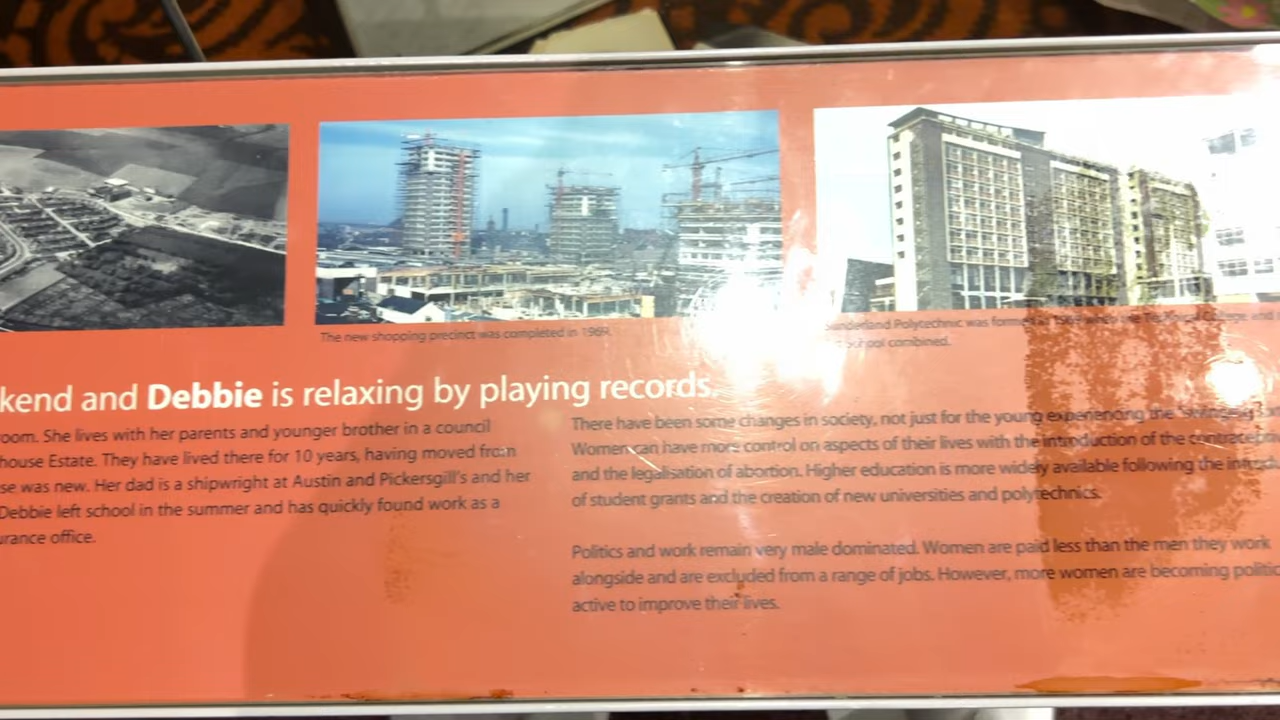 The new shopping precinct was completed in 1969.
Sunderland Polytechnic was
School combined.
kend and Debbie is relaxing by playing records.
oom. She lives with her parents and younger brother in a council
house Estate. They have lived there for 10 years, having moved from
se was new. Her dad is a shipwright at Austin and Pickersgill's and her
Debbie left school in the summer and has quickly found work as a
urance office.
There have been some changes in society, not just for the young experiencing the
Women can have more control on aspects of their lives with the introduction of the
and the legalisation of abortion. Higher education is more widely available following the
of student grants and the creation of new universities and polytechnics.
Politics and work remain very male dominated. Women are paid less than the men they work
alongside and are excluded from a range of jobs. However, more women are becoming politic
active to improve their lives.